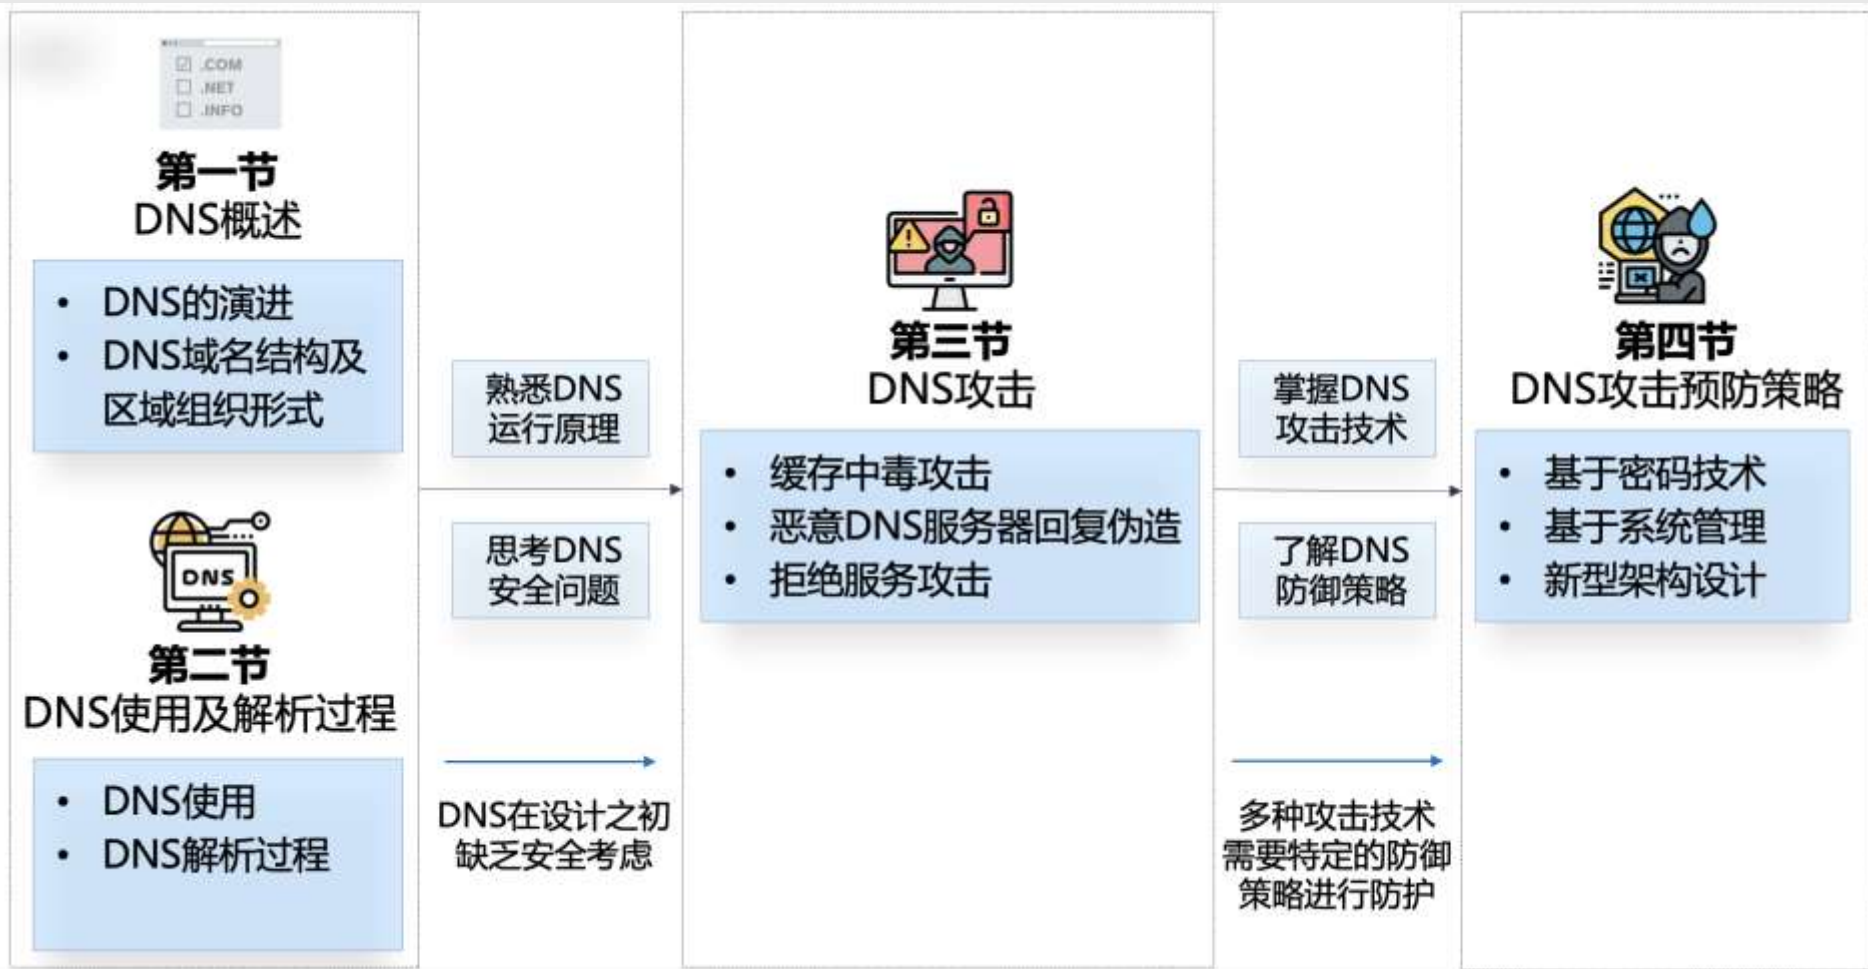 .COM
.NET
.INFO
第一节
DNS概述
• DNS的演进
• DNS域名结构及
区域组织形式
DNS
第二节
DNS使用及解析过程
• DNS使用
• DNS解析过程
熟悉DNS
运行原理
思考DNS
安全问题
DNS在设计之初
缺乏安全考虑
第三节
DNS攻击
• 缓存中毒攻击
• 恶意DNS服务器回复伪造
• 拒绝服务攻击
掌握DNS
攻击技术
了解DNS
防御策略
多种攻击技术
需要特定的防御
策略进行防护
第四节
DNS攻击预防策略
• 基于密码技术
• 基于系统管理
• 新型架构设计